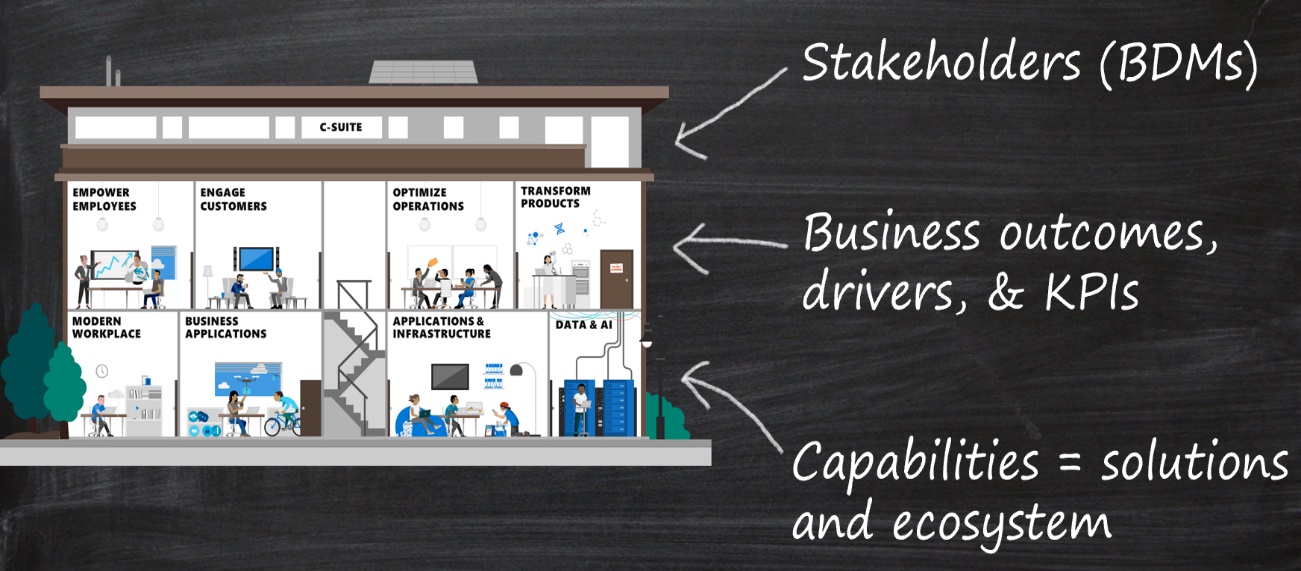 Stakeholders (BDMs)
C-SUITE
EMPOWER
EMPLOYEES
ENGAGE
CUSTOMERS
OPTIMIZE
OPERATIONS
TRANSFORM
PRODUCTS
Business outcomes,
drivers, & KPIs
MODERN
WORKPLACE
BUSINESS
APPLICATIONS
APPLICATIONS &
INFRASTRUCTURE
DATA & AI
Capabilities = solutions
and ecosystem